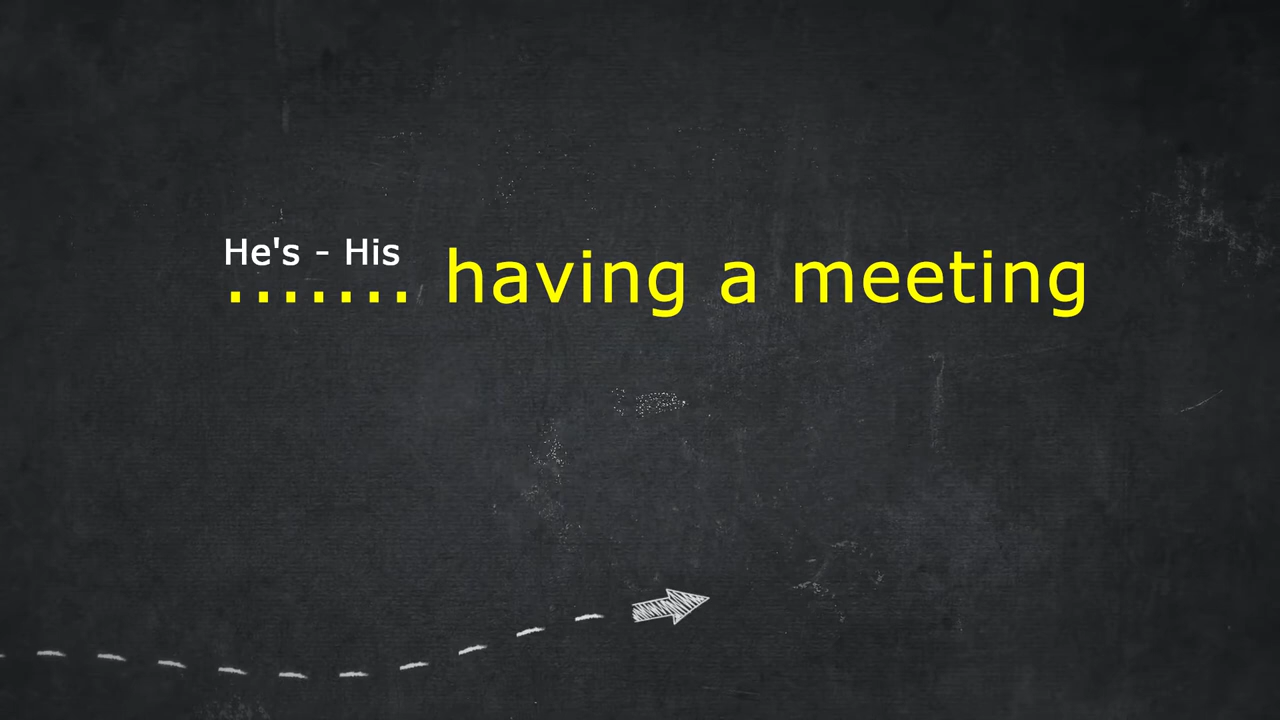 He's - His
....... having a meeting